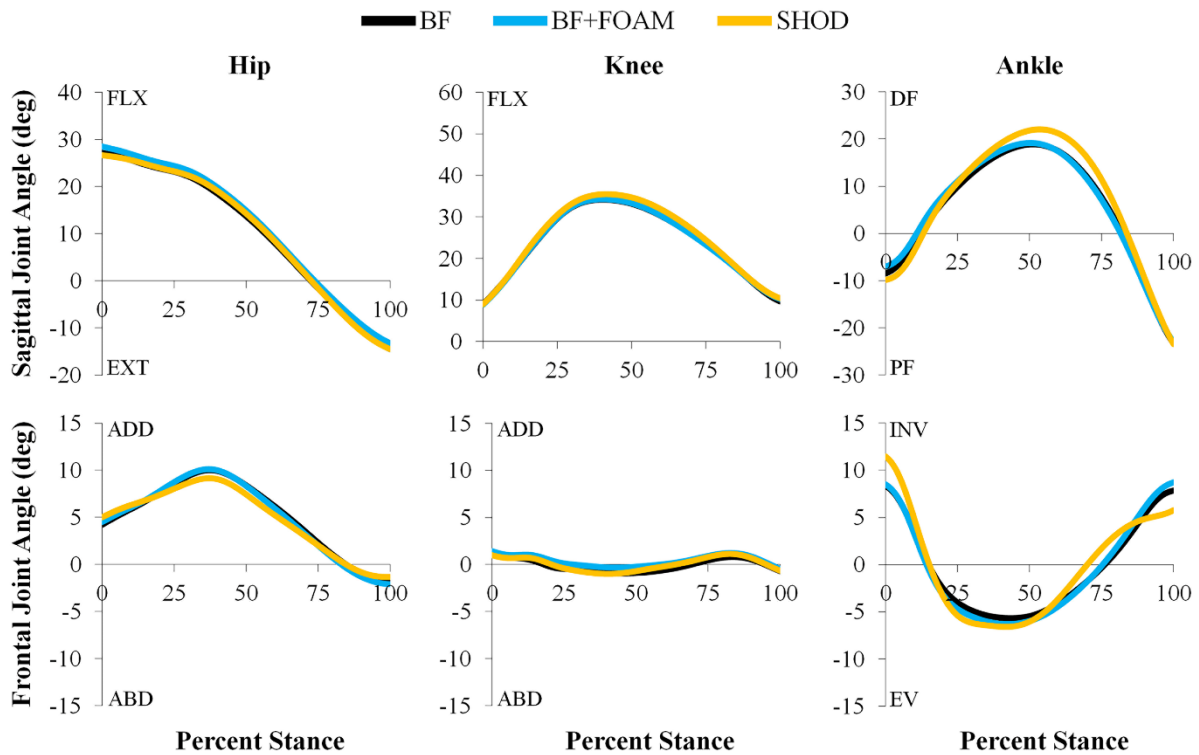 BF BF+FOAM SHOD
Hip Knee Ankle
Sagittal Joint Angle (deg)
40
30
20
10
0
-10
-20
FLX
EXT
0 25 50 75 100
60
50
40
30
20
10
0
FLX
0 25 50 75 100
30
20
10
0
-10
-20
-30
DF
PF
0 25 50 75 100
Frontal Joint Angle (deg)
15
10
5
0
-5
-10
-15
ADD
ABD
0 25 50 75 100
15
10
5
0
-5
-10
-15
ADD
ABD
0 25 50 75 100
15
10
5
0
-5
-10
-15
INV
EV
0 25 50 75 100
Percent Stance Percent Stance Percent Stance